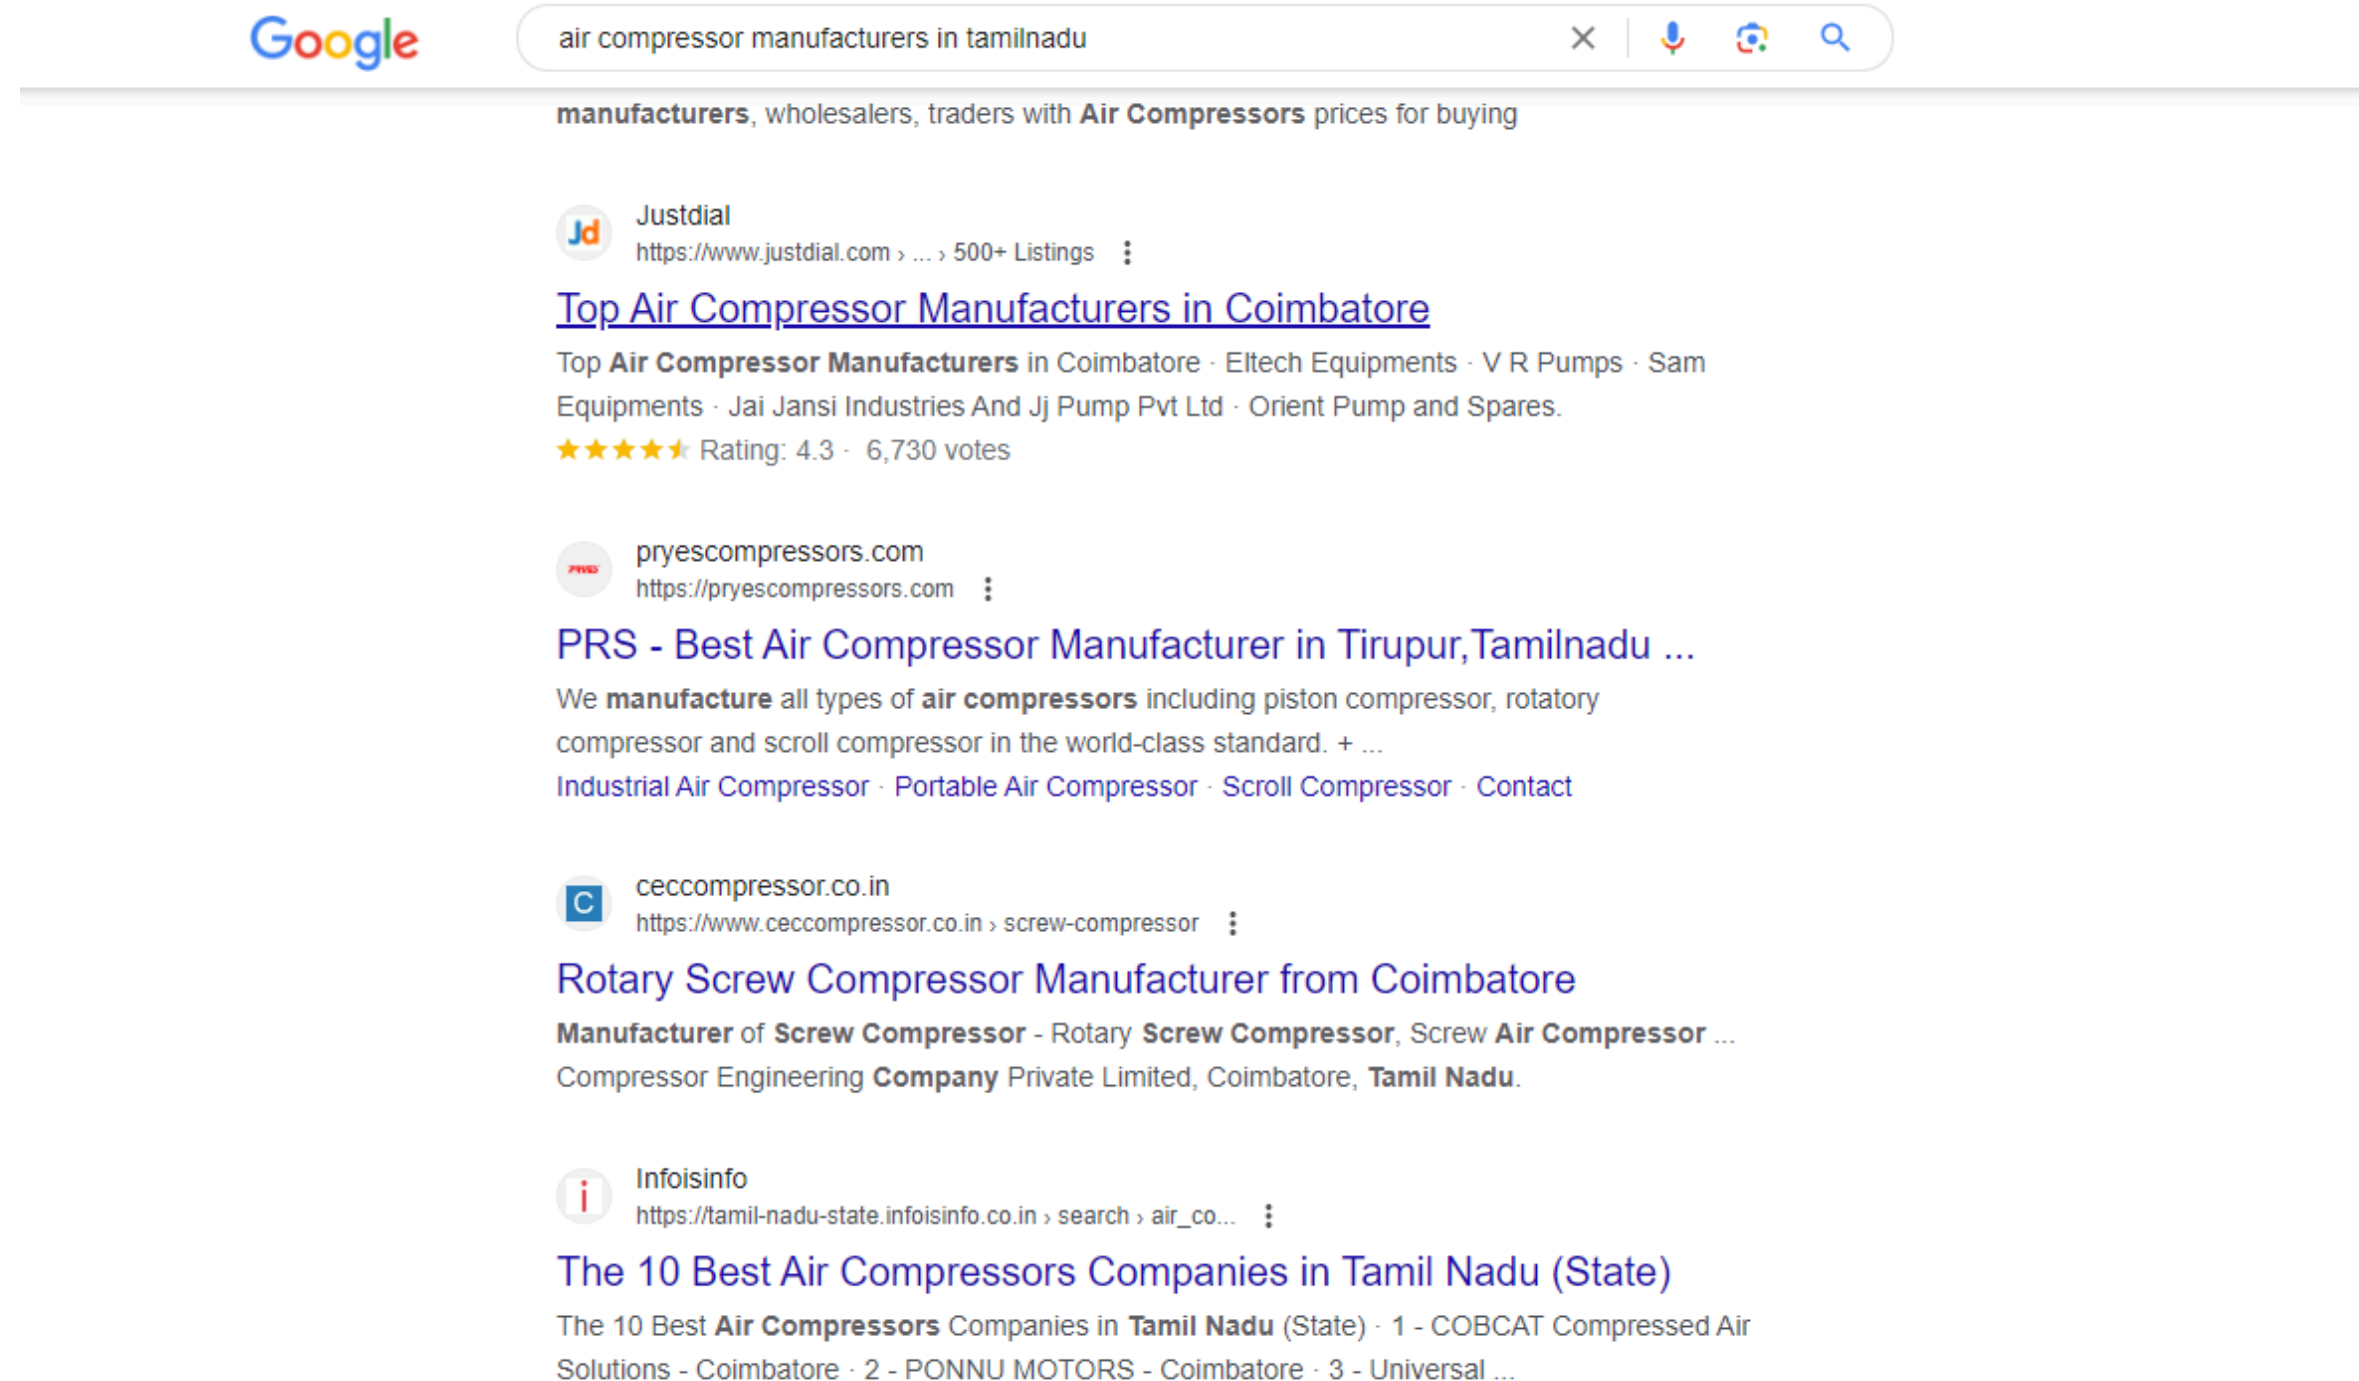 Google
air compressor manufacturers in tamilnadu
manufacturers, wholesalers, traders with Air Compressors prices for buying
Jd
Justdial
https://www.justdial.com › ... › 500+ Listings
Top Air Compressor Manufacturers in Coimbatore
Top Air Compressor Manufacturers in Coimbatore · Eltech Equipments · V R Pumps · Sam
Equipments · Jai Jansi Industries And Jj Pump Pvt Ltd · Orient Pump and Spares.
Rating: 4.3 · 6,730 votes
pryescompressors.com
https://pryescompressors.com
PRS - Best Air Compressor Manufacturer in Tirupur,Tamilnadu ...
We manufacture all types of air compressors including piston compressor, rotatory
compressor and scroll compressor in the world-class standard. + ...
Industrial Air Compressor · Portable Air Compressor · Scroll Compressor · Contact
C
ceccompressor.co.in
https://www.ceccompressor.co.in › screw-compressor
Rotary Screw Compressor Manufacturer from Coimbatore
Manufacturer of Screw Compressor - Rotary Screw Compressor, Screw Air Compressor ...
Compressor Engineering Company Private Limited, Coimbatore, Tamil Nadu.
i
Infoisinfo
https://tamil-nadu-state.infoisinfo.co.in › search › air_co...
The 10 Best Air Compressors Companies in Tamil Nadu (State)
The 10 Best Air Compressors Companies in Tamil Nadu (State) · 1 - COBCAT Compressed Air
Solutions - Coimbatore · 2 - PONNU MOTORS - Coimbatore · 3 - Universal ...